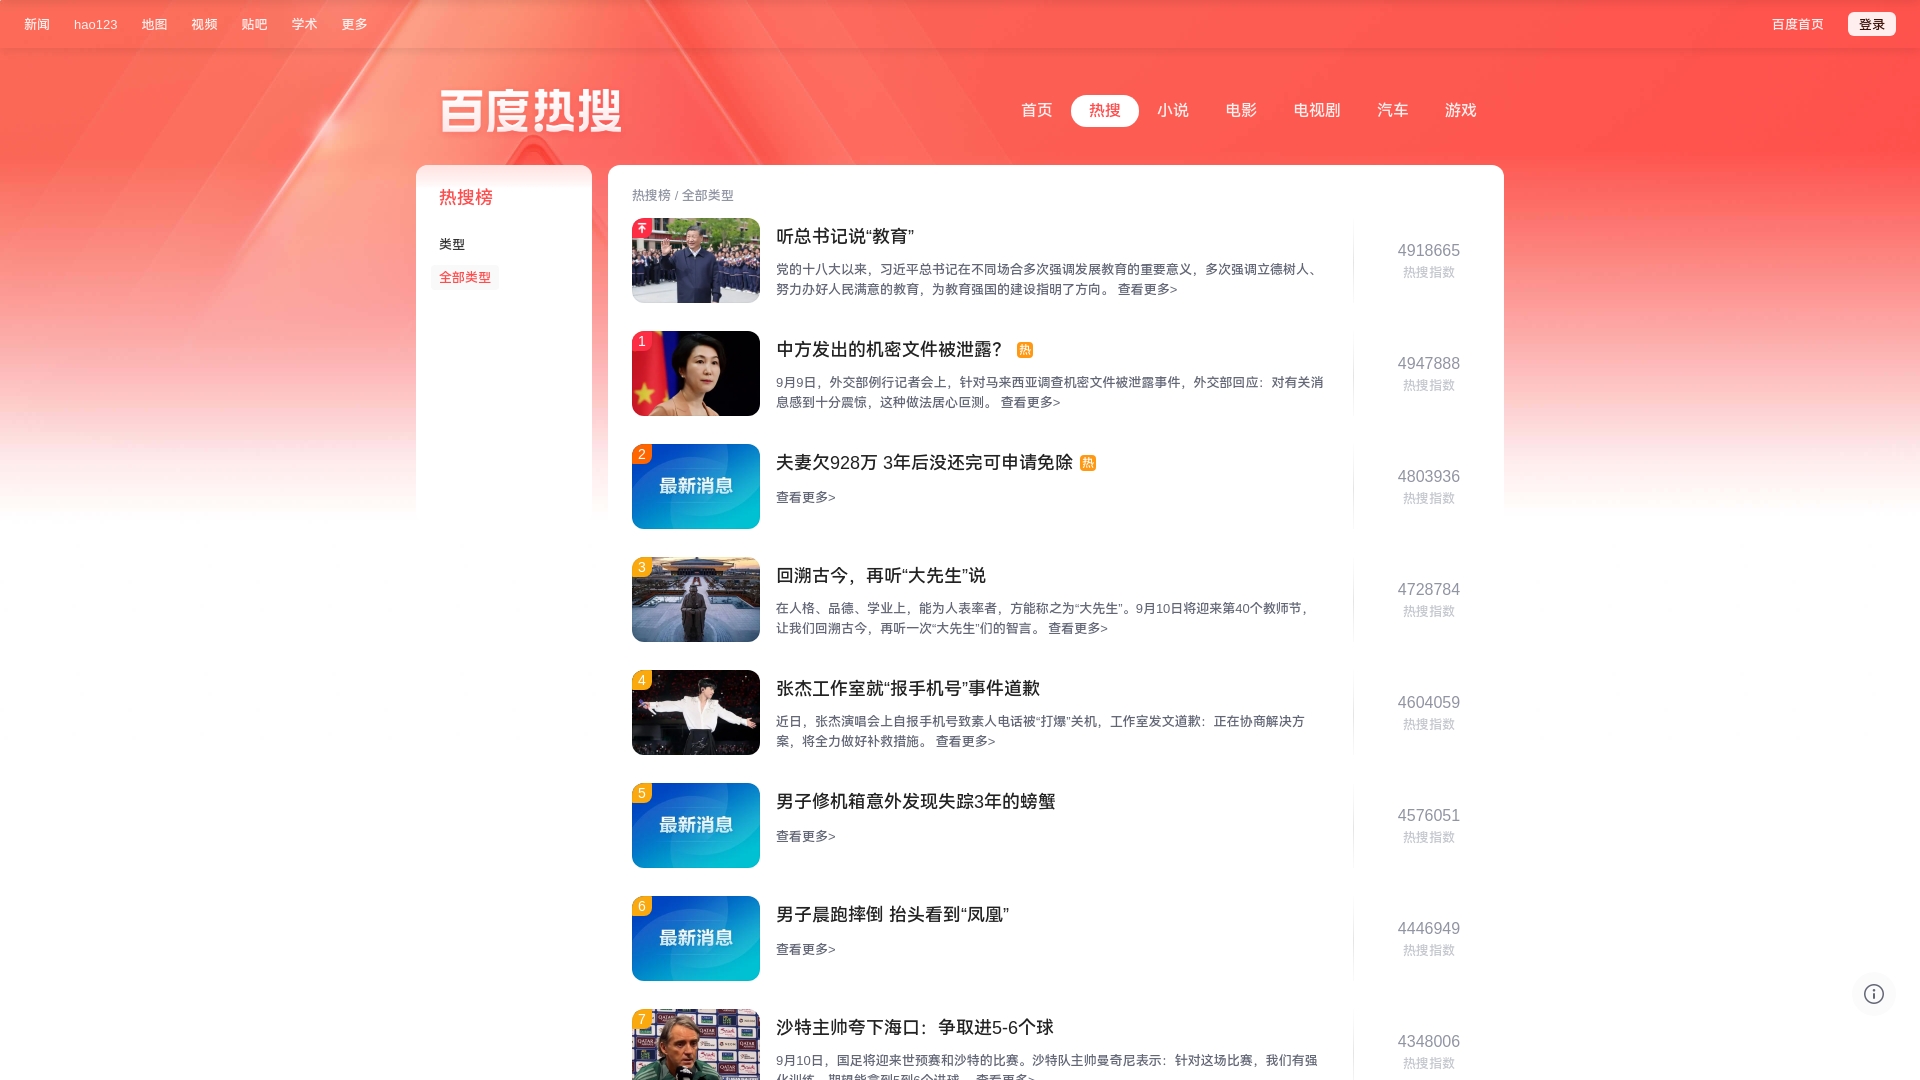 新闻 hao123 地图 视频 贴吧 学术 更多 百度首页 登录
百度热搜
首页 热搜 小说 电影 电视剧 汽车 游戏
热搜榜
类型
全部类型
热搜榜 / 全部类型
听总书记说“教育”
党的十八大以来，习近平总书记在不同场合多次强调发展教育的重要意义，多次强调立德树人、
努力办好人民满意的教育，为教育强国的建设指明了方向。 查看更多>
4918665
热搜指数
1
中方发出的机密文件被泄露？ 热
9月9日，外交部例行记者会上，针对马来西亚调查机密文件被泄露事件，外交部回应：对有关消
息感到十分震惊，这种做法居心叵测。 查看更多>
4947888
热搜指数
2
最新消息
夫妻欠928万 3年后没还完可申请免除 热
查看更多>
4803936
热搜指数
3
回溯古今，再听“大先生”说
在人格、品德、学业上，能为人表率者，方能称之为“大先生”。9月10日将迎来第40个教师节，
让我们回溯古今，再听一次“大先生”们的智言。 查看更多>
4728784
热搜指数
4
张杰工作室就“报手机号”事件道歉
近日，张杰演唱会上自报手机号致素人电话被“打爆”关机，工作室发文道歉：正在协商解决方
案，将全力做好补救措施。 查看更多>
4604059
热搜指数
5
最新消息
男子修机箱意外发现失踪3年的螃蟹
查看更多>
4576051
热搜指数
6
最新消息
男子晨跑摔倒 抬头看到“凤凰”
查看更多>
4446949
热搜指数
7
沙特主帅夸下海口：争取进5-6个球
9月10日，国足将迎来世预赛和沙特的比赛。沙特队主帅曼奇尼表示：针对这场比赛，我们有强
化训练，期望能拿到5到6个进球。 查看更多>
4348006
热搜指数